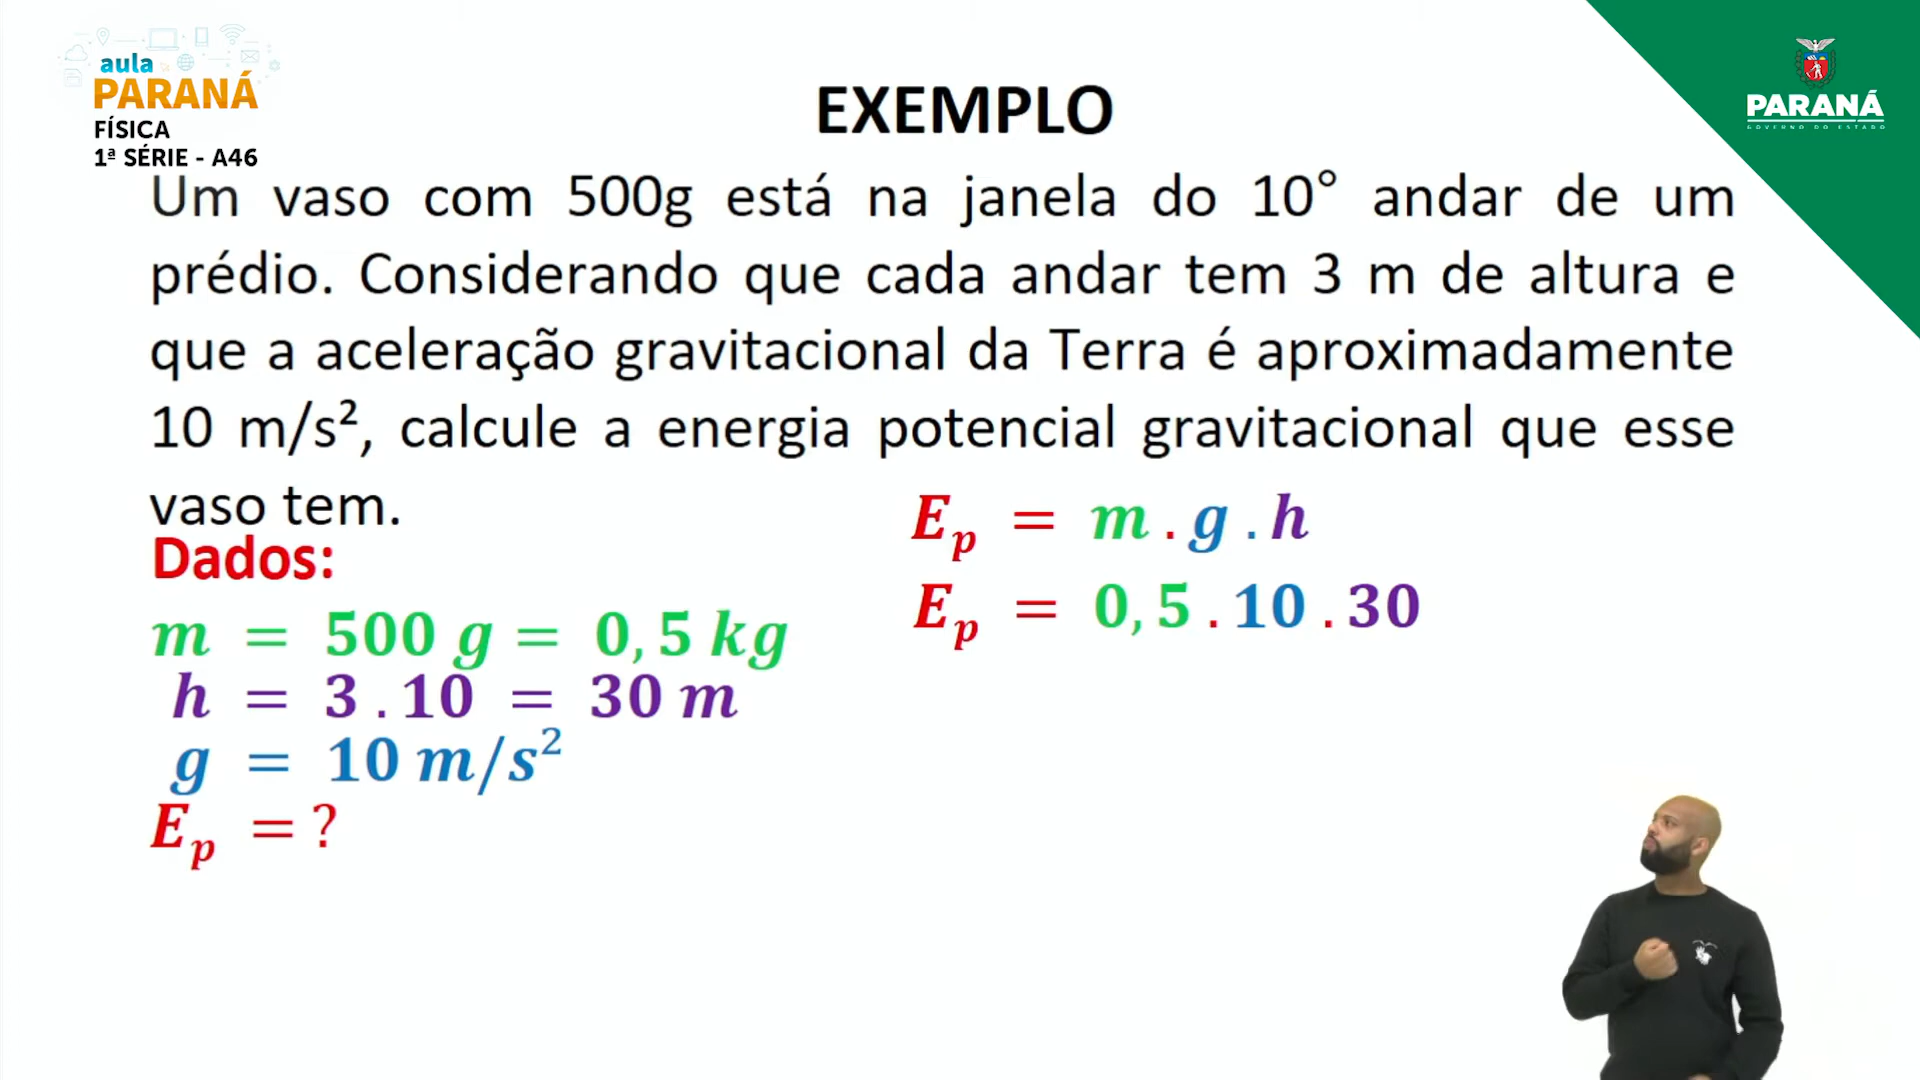 aula
PARANÁ
FÍSICA
1ª SÉRIE - A46
PARANÁ
GOVERNO DO ESTADO
EXEMPLO
Um vaso com 500g está na janela do 10° andar de um
prédio. Considerando que cada andar tem 3 m de altura e
que a aceleração gravitacional da Terra é aproximadamente
10 m/s², calcule a energia potencial gravitacional que esse
vaso tem.
Dados:
m = 500 g = 0,5 kg
h = 3 . 10 = 30 m
g = 10 m/s²
Eₚ = ?
Eₚ = m . g . h
Eₚ = 0,5 . 10 . 30